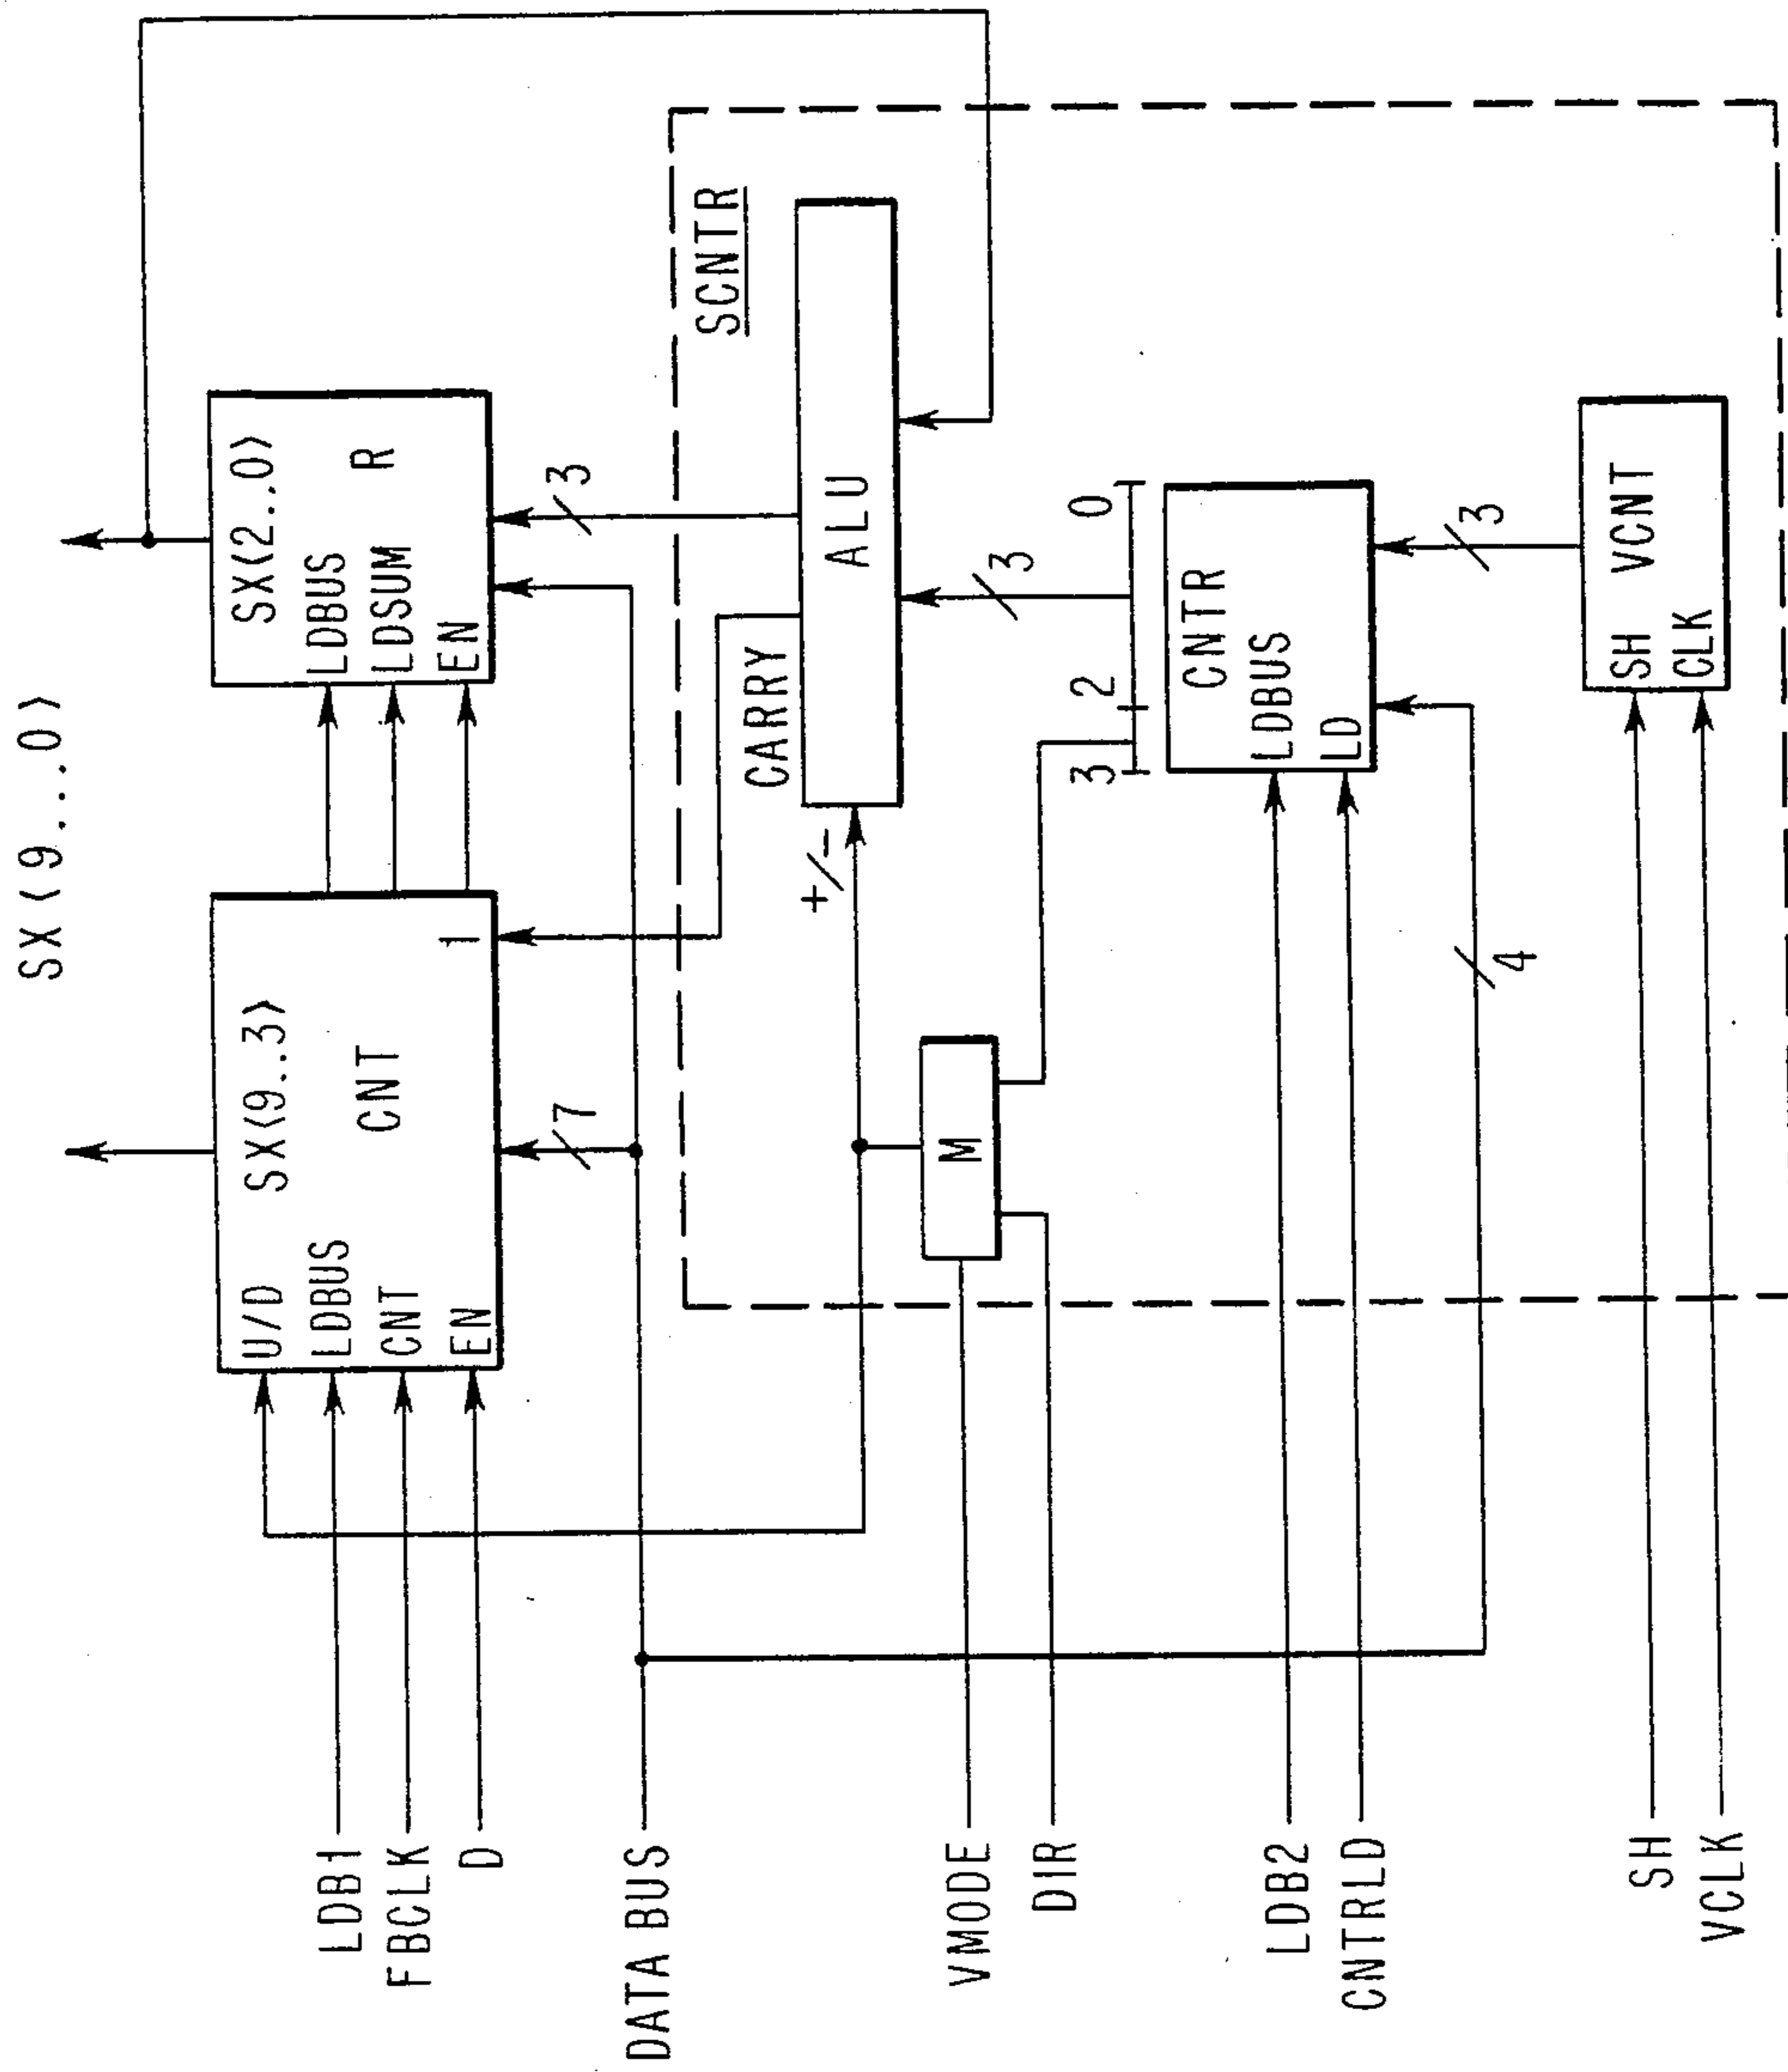 SX⟨9...0⟩
U/D
SX⟨9..3⟩
LDBUS
CNT
CNT
EN
1
SX⟨2..0⟩
LDBUS
R
LDSUM
EN
LDB1
FBCLK
D
7
3
DATA BUS
SCNTR
CARRY
+/-
ALU
M
VMODE
DIR
3
3
2
0
CNTR
LDBUS
LD
LDB2
CNTRLD
4
3
SH
VCNT
CLK
SH
VCLK